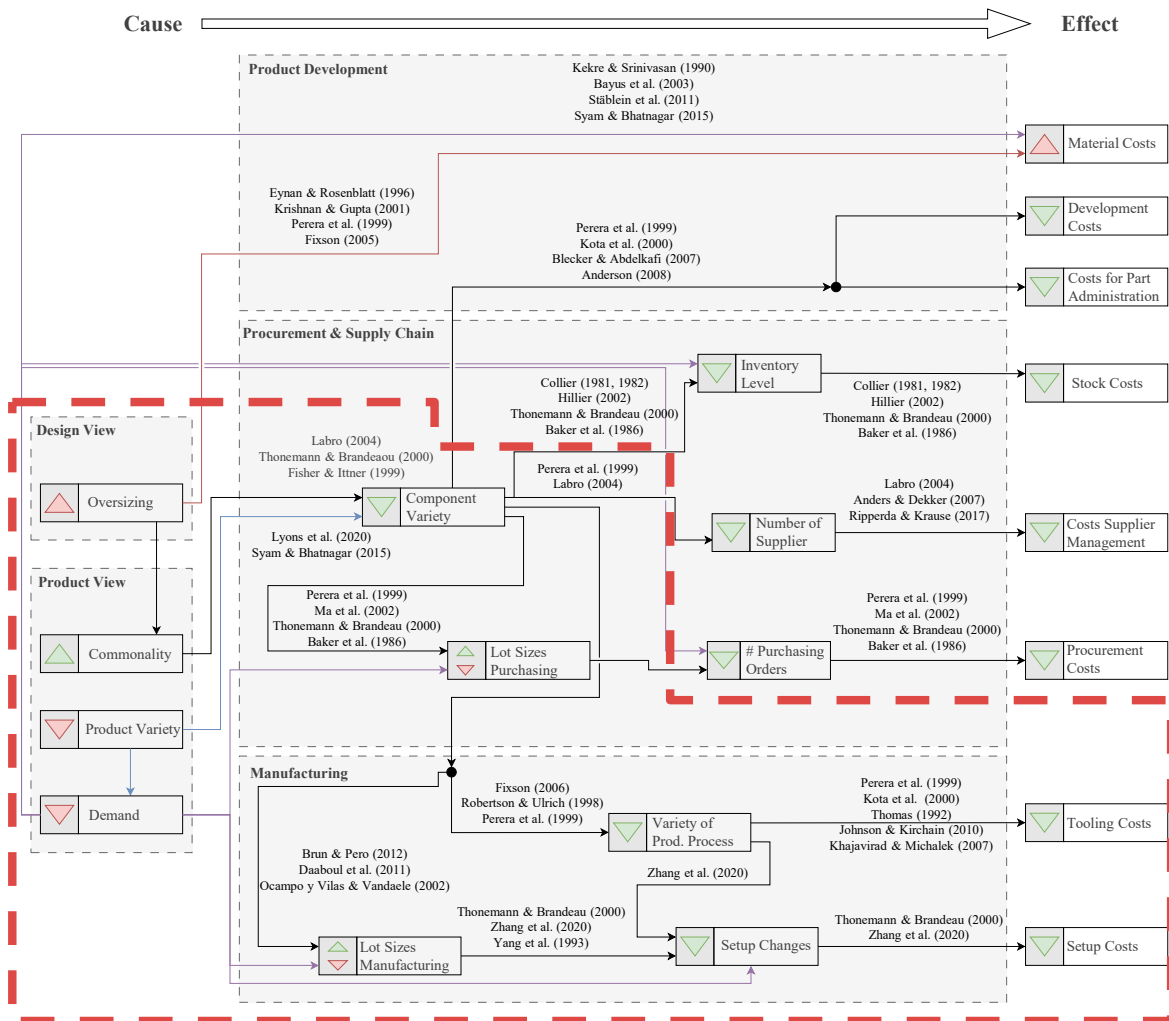 Cause
Effect
Product Development
Kekre & Srinivasan (1990)
Bayus et al. (2003)
Stäblein et al. (2011)
Syam & Bhatnagar (2015)
Material Costs
Eynan & Rosenblatt (1996)
Krishnan & Gupta (2001)
Perera et al. (1999)
Fixson (2005)
Perera et al. (1999)
Kota et al. (2000)
Blecker & Abdelkafi (2007)
Anderson (2008)
Development
Costs
Costs for Part
Administration
Procurement & Supply Chain
Inventory
Level
Collier (1981, 1982)
Hillier (2002)
Thonemann & Brandeau (2000)
Baker et al. (1986)
Collier (1981, 1982)
Hillier (2002)
Thonemann & Brandeau (2000)
Baker et al. (1986)
Stock Costs
Design View
Oversizing
Labro (2004)
Thonemann & Brandeaou (2000)
Fisher & Ittner (1999)
Component
Variety
Perera et al. (1999)
Labro (2004)
Number of
Supplier
Labro (2004)
Anders & Dekker (2007)
Ripperda & Krause (2017)
Costs Supplier
Management
Lyons et al. (2020)
Syam & Bhatnagar (2015)
Product View
Commonality
Perera et al. (1999)
Ma et al. (2002)
Thonemann & Brandeau (2000)
Baker et al. (1986)
Lot Sizes
Purchasing
# Purchasing
Orders
Perera et al. (1999)
Ma et al. (2002)
Thonemann & Brandeau (2000)
Baker et al. (1986)
Procurement
Costs
Product Variety
Demand
Manufacturing
Fixson (2006)
Robertson & Ulrich (1998)
Perera et al. (1999)
Variety of
Prod. Process
Perera et al. (1999)
Kota et al. (2000)
Thomas (1992)
Johnson & Kirchain (2010)
Khajavirad & Michalek (2007)
Tooling Costs
Brun & Pero (2012)
Daaboul et al. (2011)
Ocampo y Vilas & Vandaele (2002)
Zhang et al. (2020)
Lot Sizes
Manufacturing
Thonemann & Brandeau (2000)
Zhang et al. (2020)
Yang et al. (1993)
Setup Changes
Thonemann & Brandeau (2000)
Zhang et al. (2020)
Setup Costs